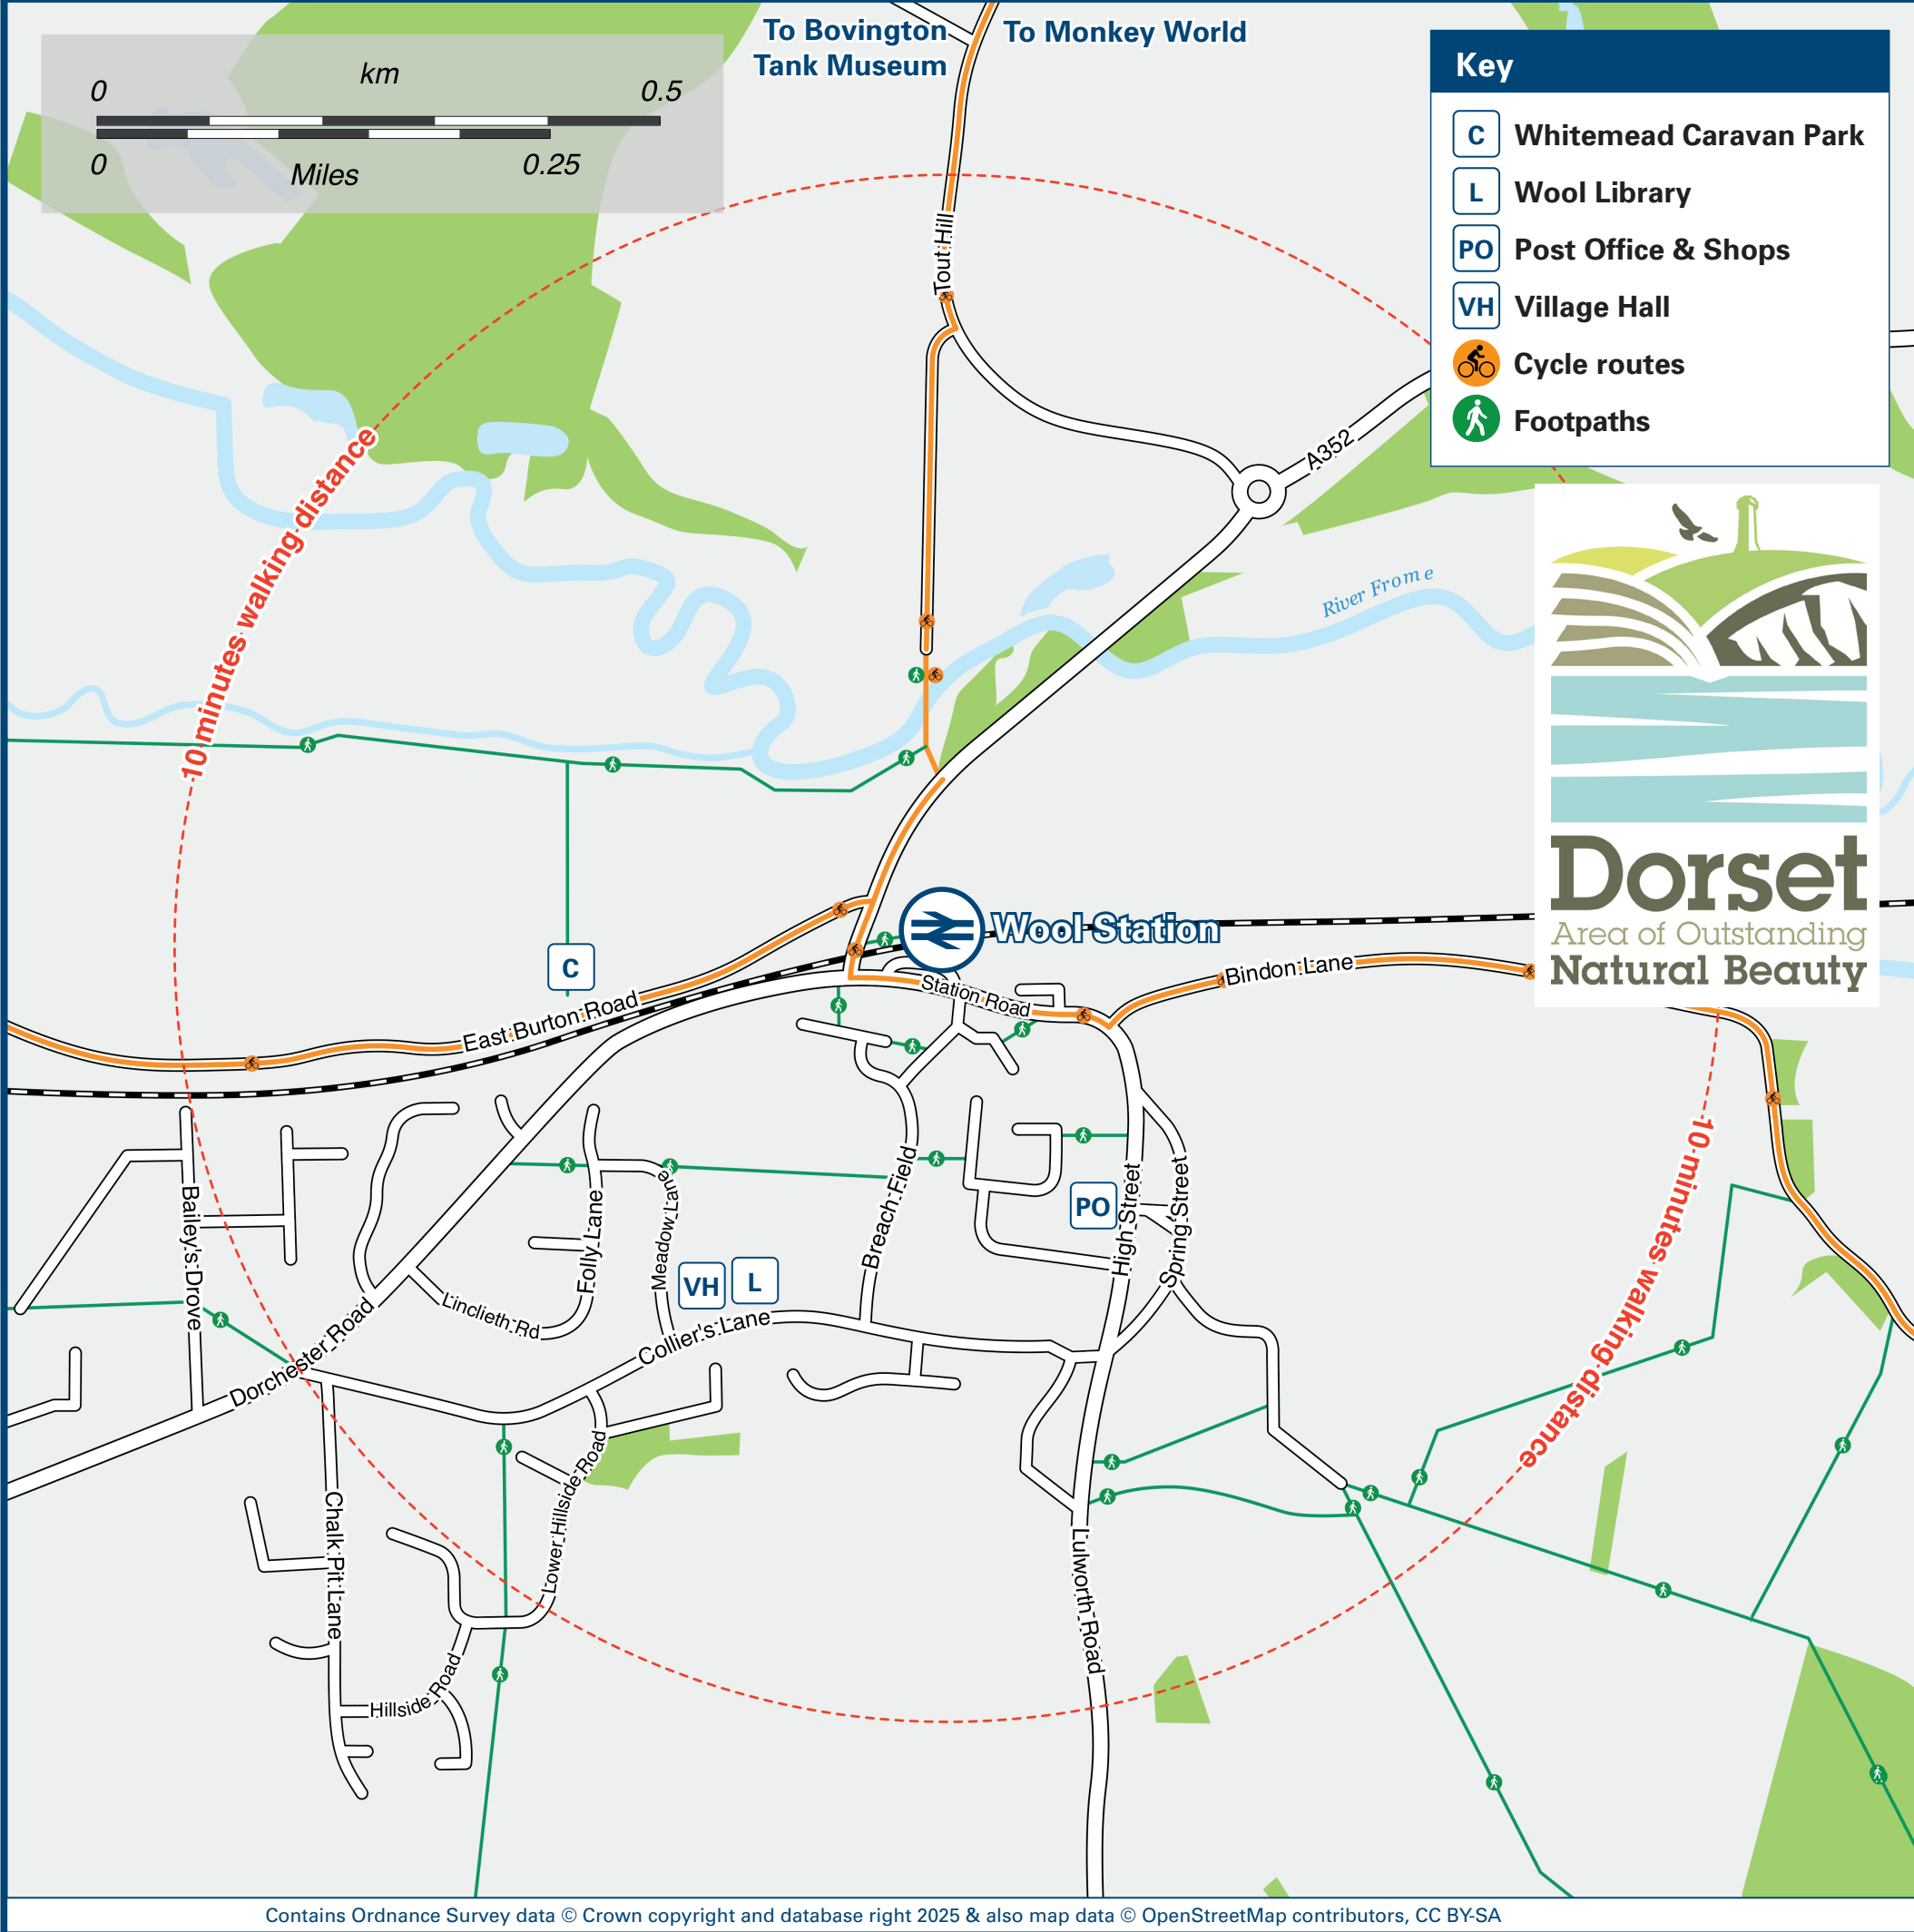 To Bovington
Tank Museum
To Monkey World
km
0
0.5
0
0.25
Miles
Key
C Whitemead Caravan Park
L Wool Library
PO Post Office & Shops
VH Village Hall
Cycle routes
Footpaths
Tout Hill
A352
10 minutes walking distance
River Frome
Dorset
Area of Outstanding
Natural Beauty
Wool Station
C
Station Road
Bindon Lane
East Burton Road
10 minutes walking distance
Bailey's Drove
Folly Lane
Meadow Lane
Breach Field
High Street
Spring Street
PO
VH
L
Linclieth Rd
Collier's Lane
Dorchester Road
Chalk Pit Lane
Lower Hillside Road
Hillside Road
Lulworth Road
Contains Ordnance Survey data © Crown copyright and database right 2025 & also map data © OpenStreetMap contributors, CC BY-SA